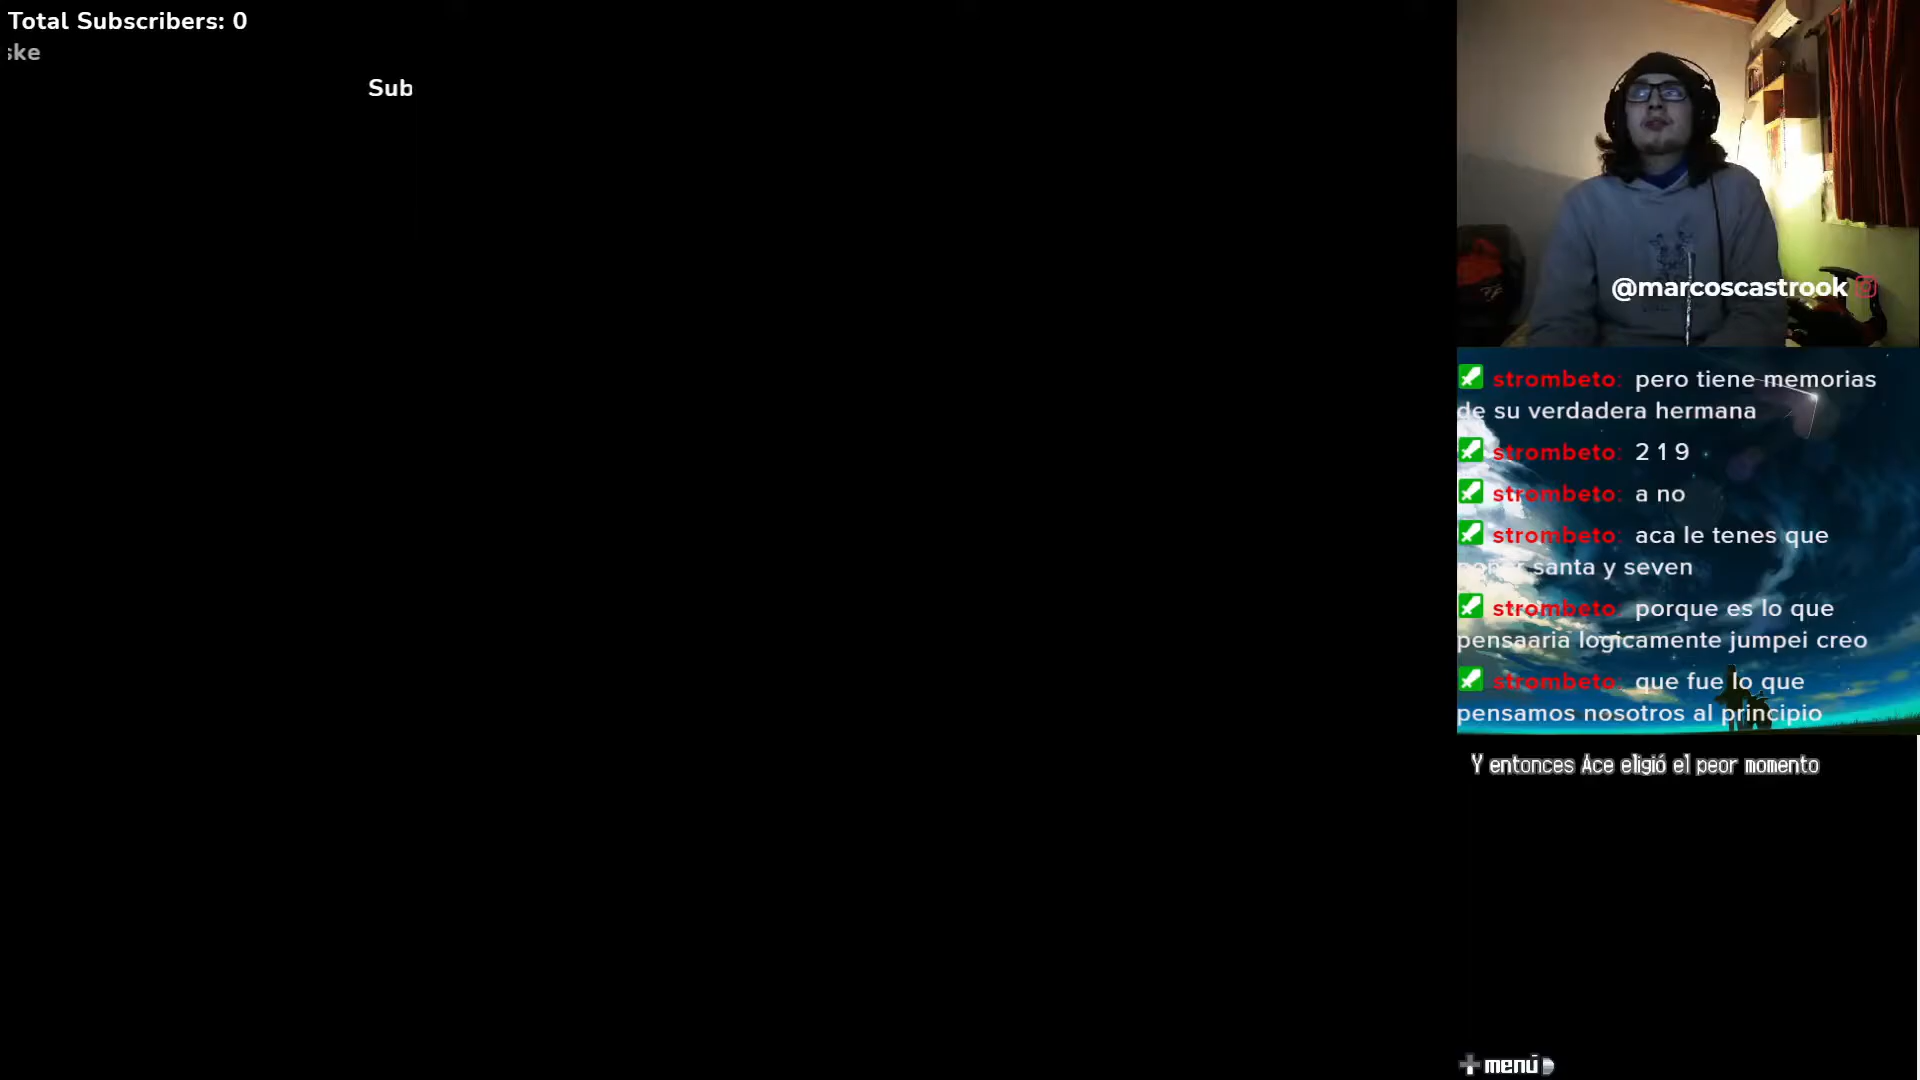 Total Subscribers: 0
ske
Sub
@marcoscastrook
strombeto: pero tiene memorias
de su verdadera hermana
strombeto: 2 1 9
strombeto: a no
strombeto: aca le tenes que
poner santa y seven
strombeto: porque es lo que
pensaaria logicamente jumpei creo
strombeto: que fue lo que
pensamos nosotros al principio
Y entonces Ace eligió el peor momento
menú